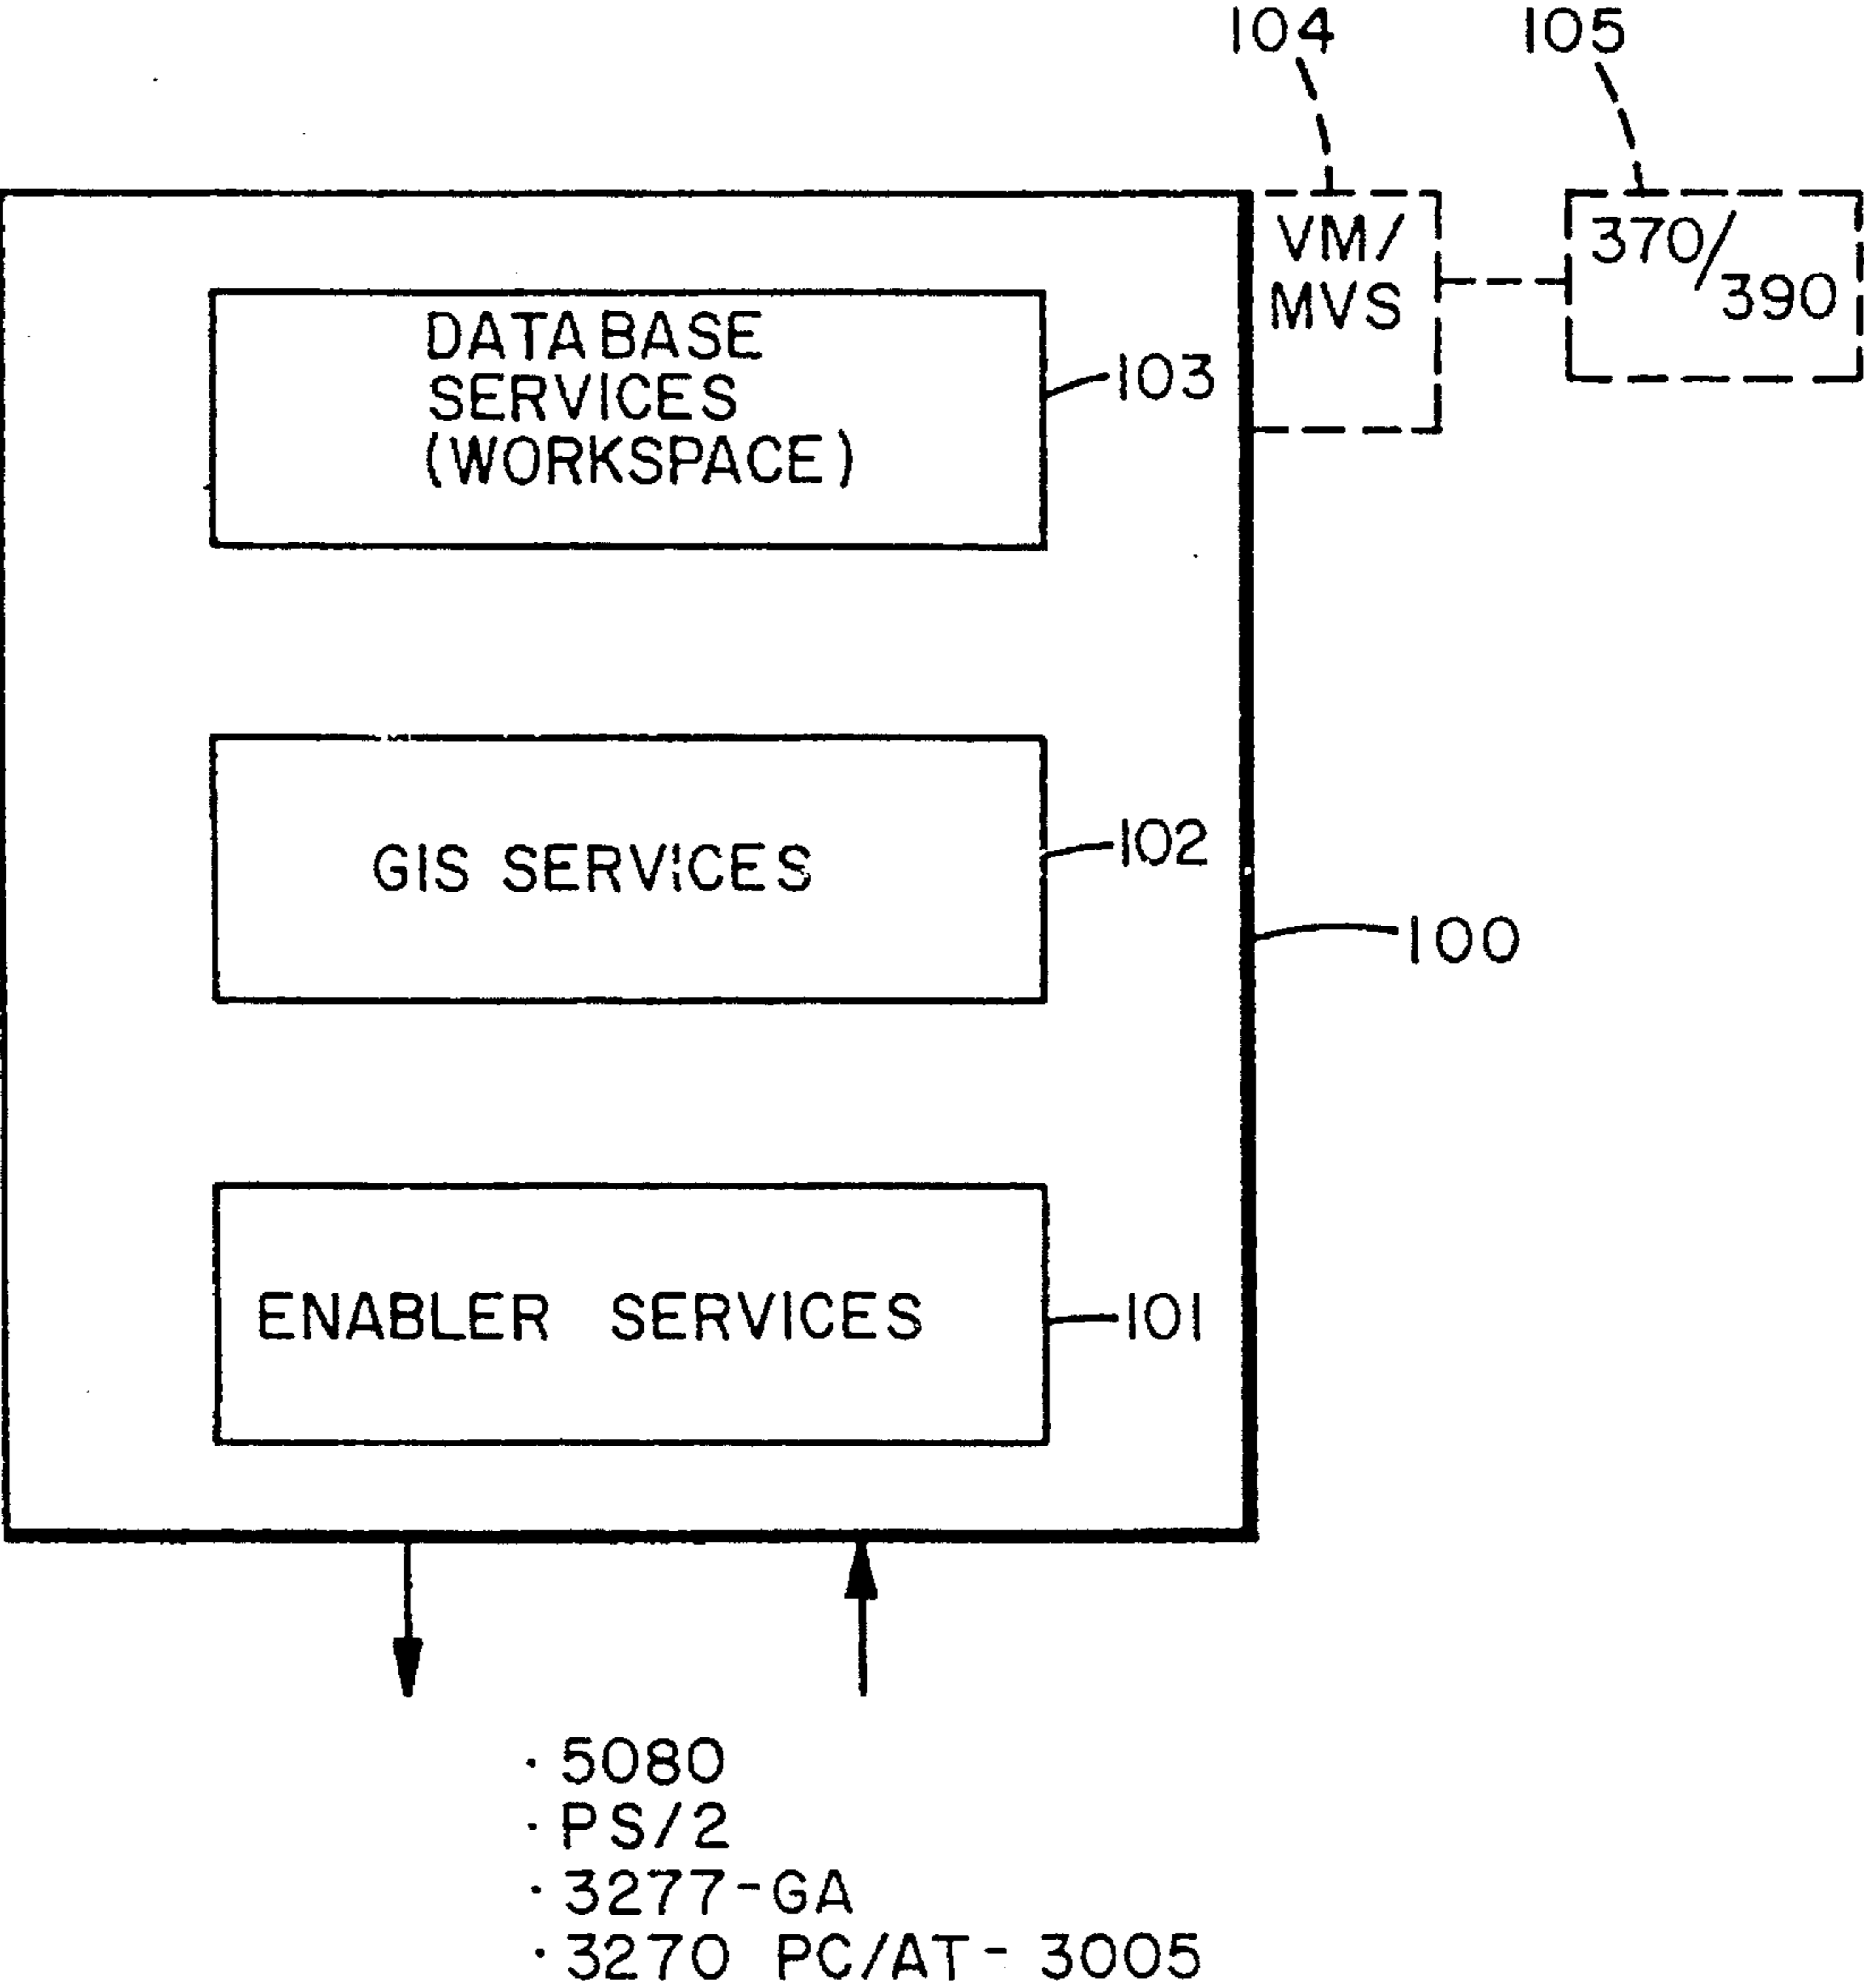 104
105
VM/
MVS
370/
390
DATABASE
SERVICES
(WORKSPACE)
103
GIS SERVICES
102
100
ENABLER SERVICES
101
· 5080
· PS/2
· 3277-GA
· 3270 PC/AT- 3005